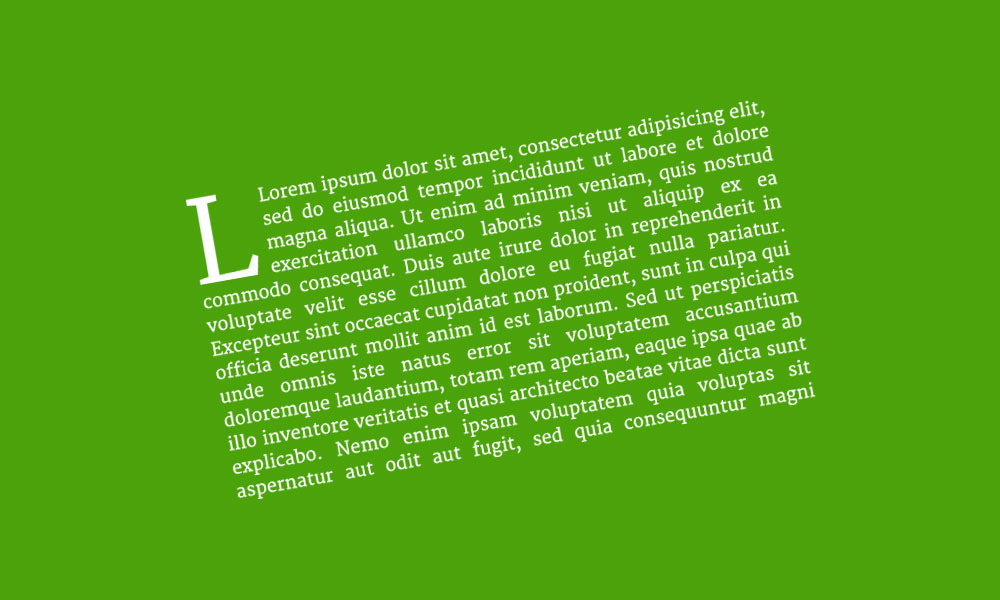 L
Lorem ipsum dolor sit amet, consectetur adipisicing elit,
sed do eiusmod tempor incididunt ut labore et dolore
magna aliqua. Ut enim ad minim veniam, quis nostrud
exercitation ullamco laboris nisi ut aliquip ex ea
commodo consequat. Duis aute irure dolor in reprehenderit in
voluptate velit esse cillum dolore eu fugiat nulla pariatur.
Excepteur sint occaecat cupidatat non proident, sunt in culpa qui
officia deserunt mollit anim id est laborum. Sed ut perspiciatis
unde omnis iste natus error sit voluptatem accusantium
doloremque laudantium, totam rem aperiam, eaque ipsa quae ab
illo inventore veritatis et quasi architecto beatae vitae dicta sunt
explicabo. Nemo enim ipsam voluptatem quia voluptas sit
aspernatur aut odit aut fugit, sed quia consequuntur magni